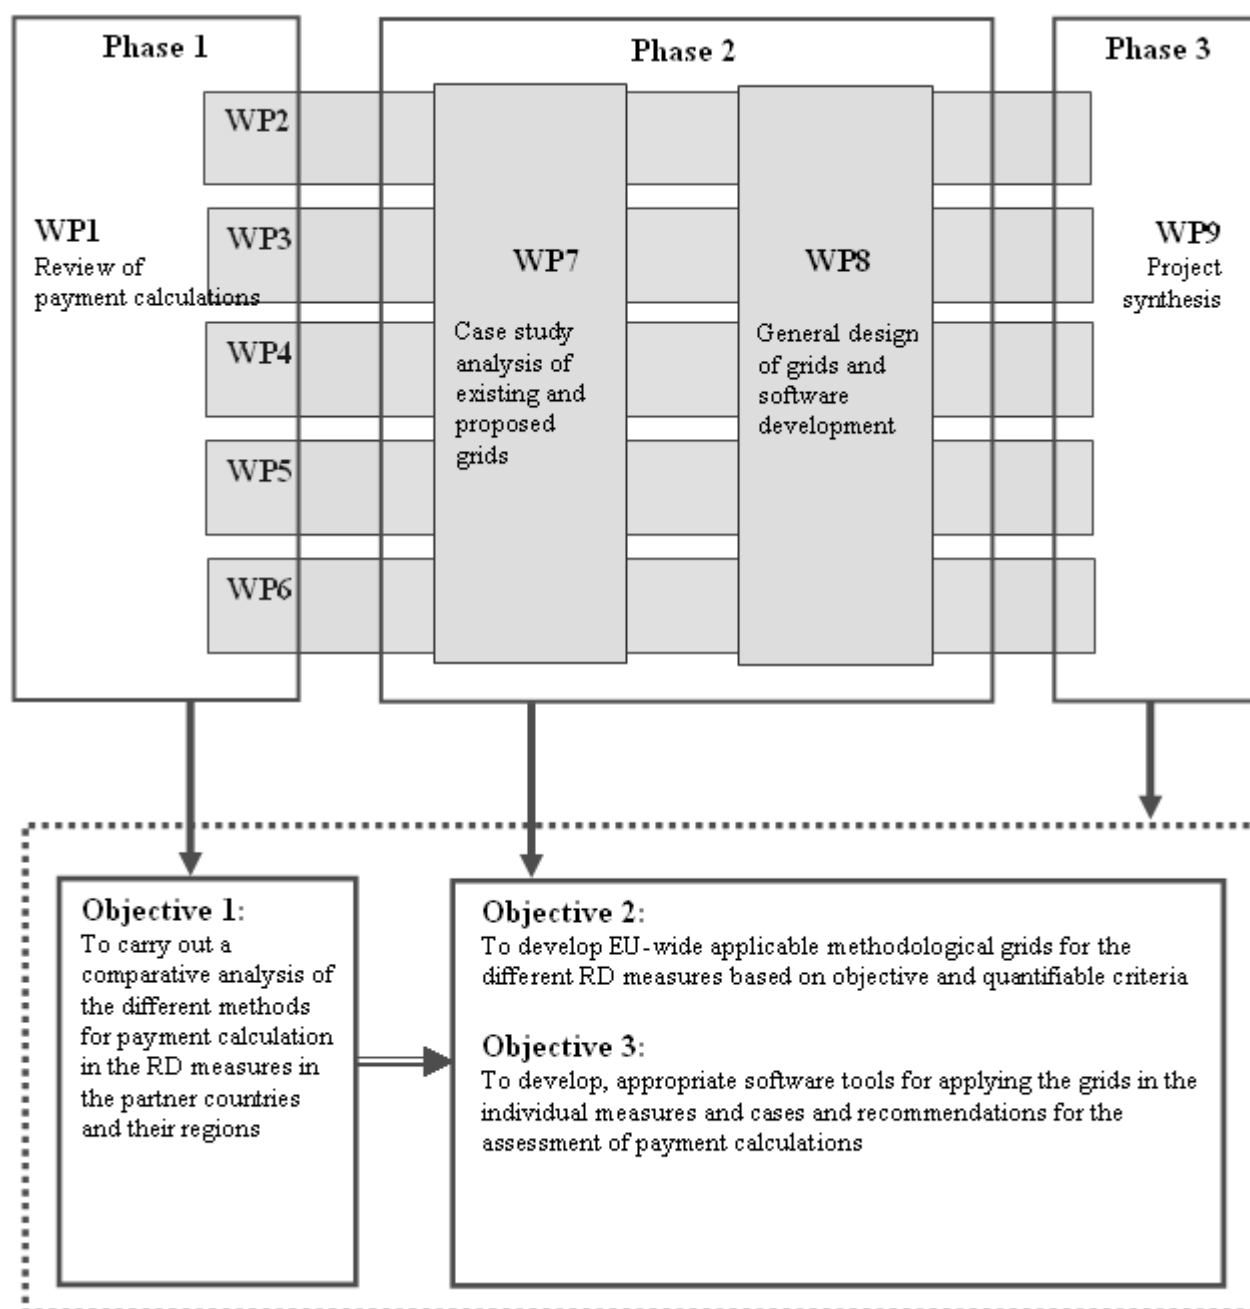 Phase 1
Phase 2
Phase 3
WP2
WP1
Review of
payment calculations
WP3
WP4
WP5
WP6
WP7
Case study
analysis of
existing and
proposed
grids
WP8
General design
of grids and
software
development
WP9
Project
synthesis
Objective 1:
To carry out a
comparative analysis of
the different methods
for payment calculation
in the RD measures in
the partner countries
and their regions
Objective 2:
To develop EU-wide applicable methodological grids for the
different RD measures based on objective and quantifiable criteria
Objective 3:
To develop, appropriate software tools for applying the grids in the
individual measures and cases and recommendations for the
assessment of payment calculations